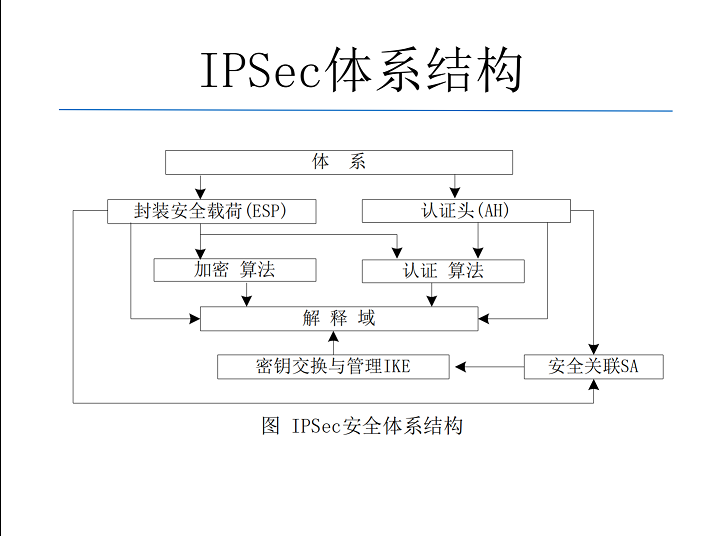 IPSec体系结构
体 系
封装安全载荷(ESP)
认证头(AH)
加密 算法
认证 算法
解 释 域
密钥交换与管理IKE
安全关联SA
图 IPSec安全体系结构